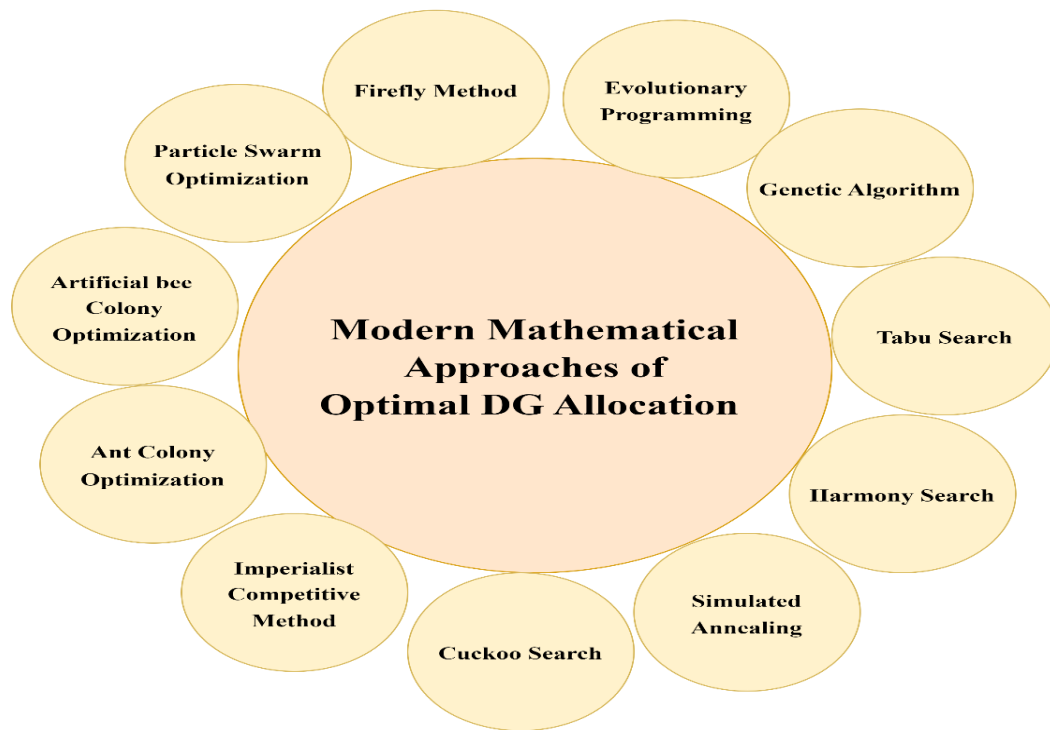 Firefly Method
Evolutionary
Programming
Particle Swarm
Optimization
Genetic Algorithm
Artificial bee
Colony
Optimization
Modern Mathematical
Approaches of
Optimal DG Allocation
Tabu Search
Ant Colony
Optimization
Harmony Search
Imperialist
Competitive
Method
Simulated
Annealing
Cuckoo Search